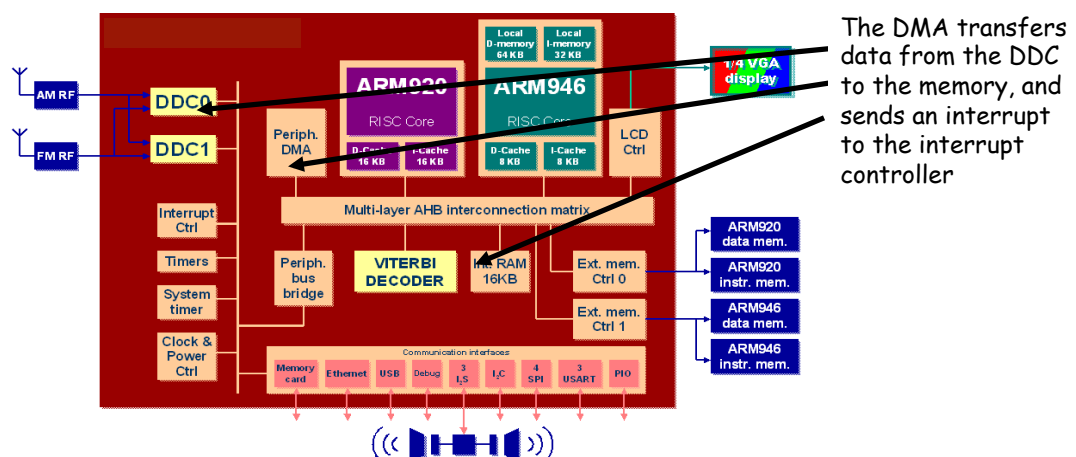 The DMA transfers
data from the DDC
to the memory, and
sends an interrupt
to the interrupt
controller
Local
D-memory
64 KB
Local
I-memory
32 KB
1/4 VGA
display
ARM920
RISC Core
ARM946
RISC Core
AM RF
FM RF
DDC0
DDC1
Periph.
DMA
D-Cache
16 KB
I-Cache
16 KB
D-Cache
8 KB
I-Cache
8 KB
LCD
Ctrl
Multi-layer AHB interconnection matrix
Interrupt
Ctrl
Timers
System
timer
Clock &
Power
Ctrl
Periph.
bus
bridge
VITERBI
DECODER
Int. RAM
16KB
Ext. mem.
Ctrl 0
Ext. mem.
Ctrl 1
ARM920
data mem.
ARM920
instr. mem.
ARM946
data mem.
ARM946
instr. mem.
Communication interfaces
Memory
card
Ethernet
USB
Debug
3
I₂S
I₂C
4
SPI
3
USART
PIO